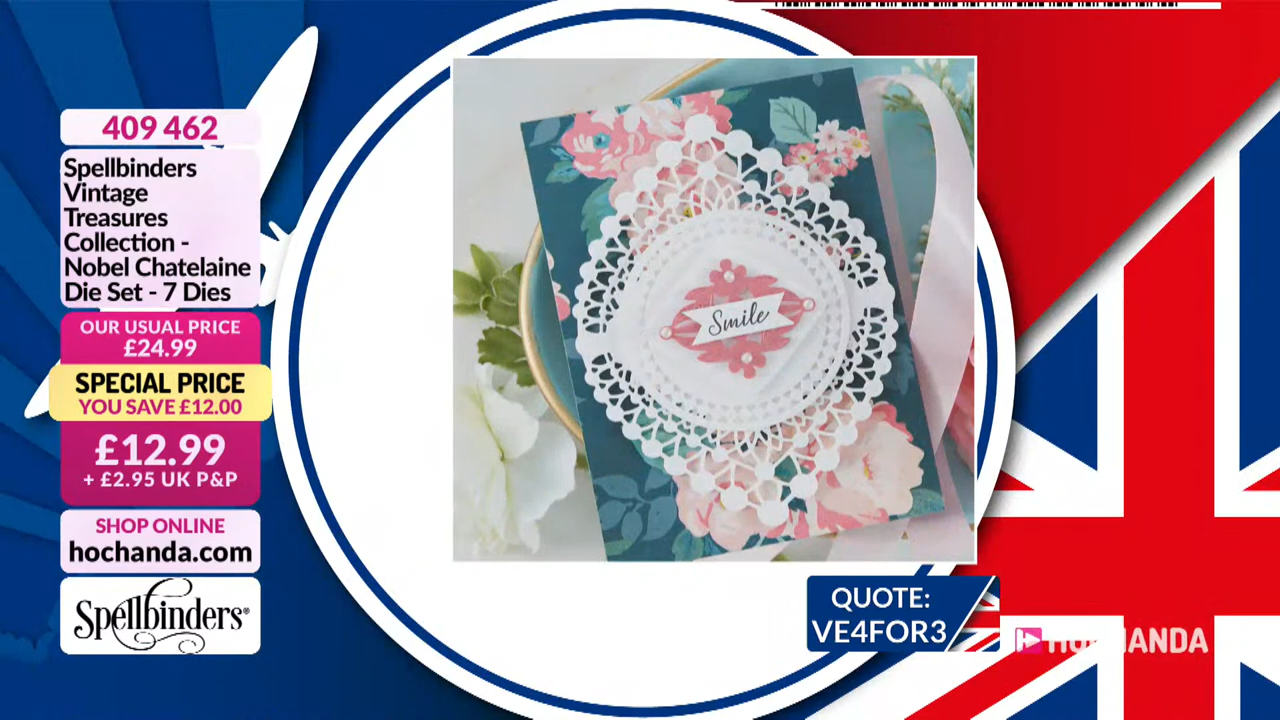 409 462
Spellbinders
Vintage
Treasures
Collection -
Nobel Chatelaine
Die Set - 7 Dies
OUR USUAL PRICE
£24.99
SPECIAL PRICE
YOU SAVE £12.00
£12.99
+ £2.95 UK P&P
SHOP ONLINE
hochanda.com
Spellbinders®
Smile
QUOTE:
VE4FOR3
HOCHANDA